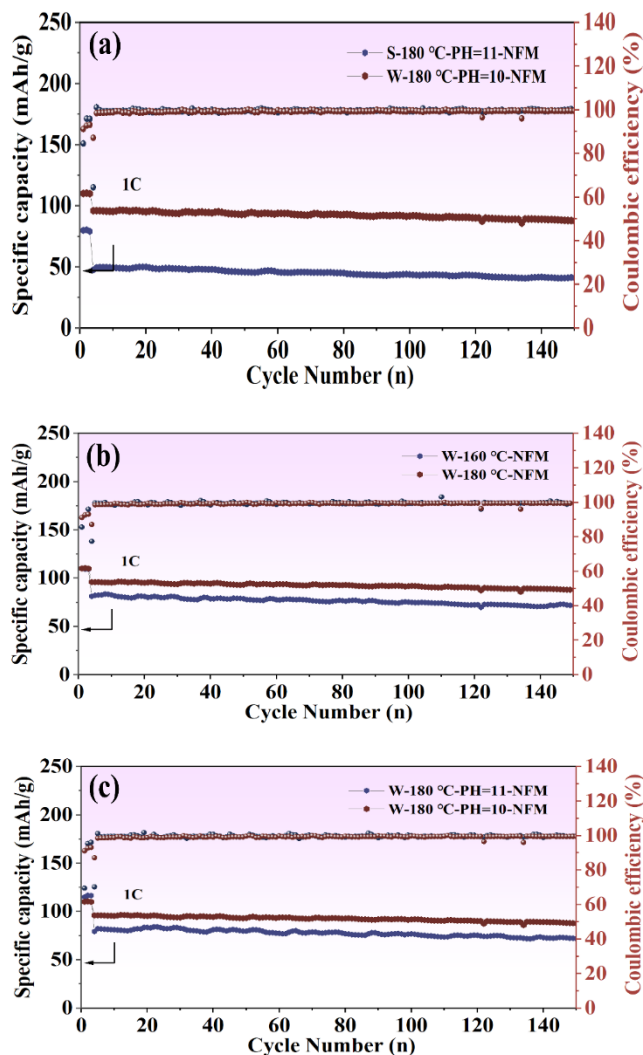 (a)
S-180 °C-PH=11-NFM
W-180 °C-PH=10-NFM
1C
Specific capacity (mAh/g)
250
200
150
100
50
0
Coulombic efficiency (%)
140
120
100
80
60
40
20
0
0 20 40 60 80 100 120 140
Cycle Number (n)
(b)
W-160 °C-NFM
W-180 °C-NFM
1C
Specific capacity (mAh/g)
250
200
150
100
50
0
Coulombic efficiency (%)
140
120
100
80
60
40
20
0
0 20 40 60 80 100 120 140
Cycle Number (n)
(c)
W-180 °C-PH=11-NFM
W-180 °C-PH=10-NFM
1C
Specific capacity (mAh/g)
250
200
150
100
50
0
Coulombic efficiency (%)
140
120
100
80
60
40
20
0
0 20 40 60 80 100 120 140
Cycle Number (n)